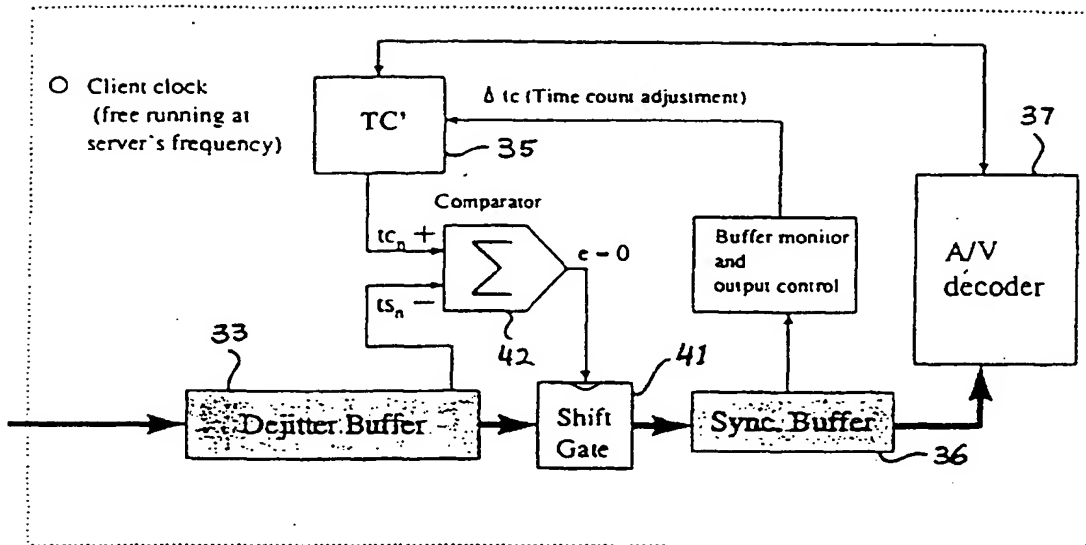 ○ Client clock
(free running at
server's frequency)
TC'
35
Δ tc (Time count adjustment)
37
Comparator
tcₙ +
tsₙ −
Σ
e - 0
42
Buffer monitor
and
output control
A/V
décoder
33
Dejitter Buffer
41
Shift
Gate
Sync. Buffer
36